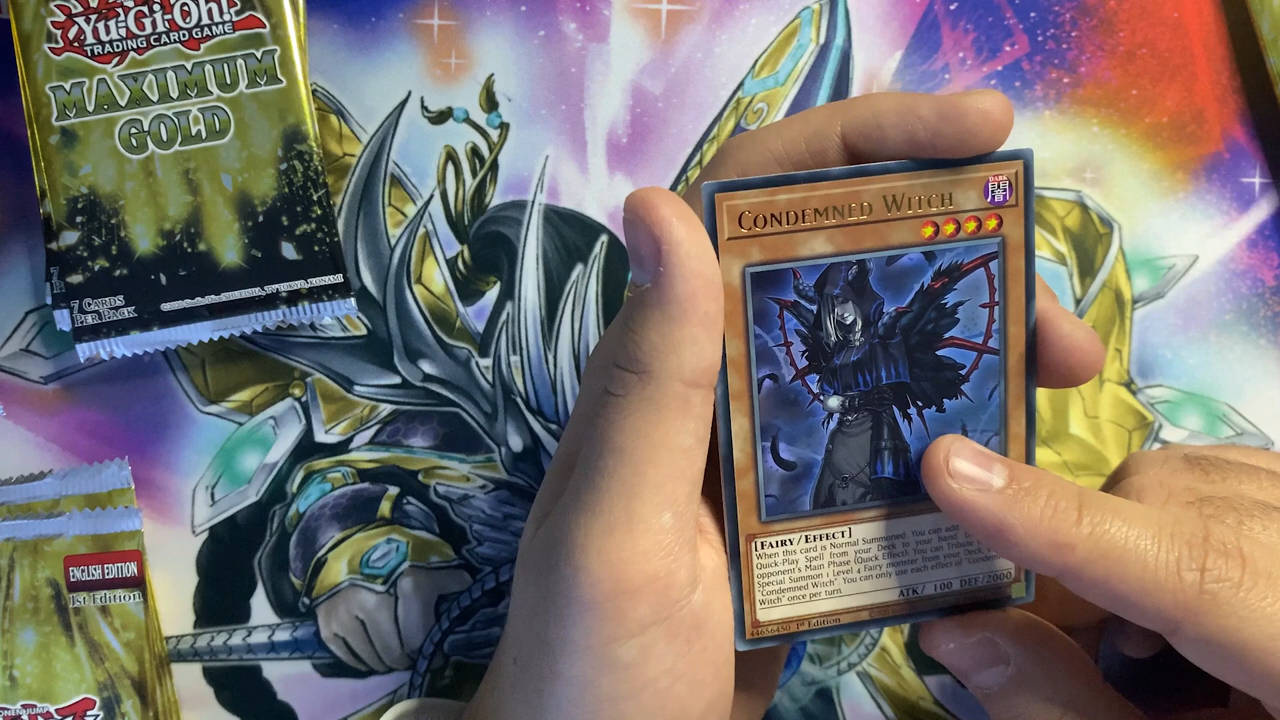 Yu-Gi-Oh!
TRADING CARD GAME
MAXIMUM
GOLD
7 CARDS
PER PACK
ENGLISH EDITION
1st Edition
CONDEMNED WITCH
DARK
闇
[FAIRY/EFFECT]
When this card is Normal Summoned: You can add
Quick-Play Spell from your Deck to your hand.
opponent's Main Phase (Quick Effect): You can Tribute
Special Summon 1 Level 4 Fairy monster from your Deck,
"Condemned Witch". You can only use each effect of "Condemned
Witch" once per turn.
ATK/ 100 DEF/2000
44656450 1st Edition